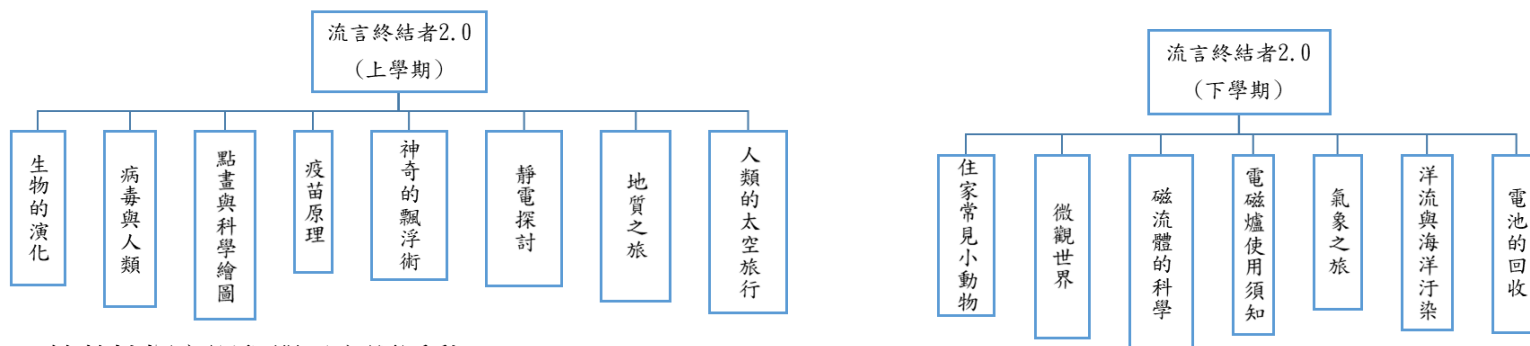 流言終結者2.0
(上學期)
生物的演化
病毒與人類
點畫與科學繪圖
疫苗原理
神奇的飄浮術
靜電探討
地質之旅
人類的太空旅行
流言終結者2.0
(下學期)
住家常見小動物
微觀世界
磁流體的科學
電磁爐使用須知
氣象之旅
洋流與海洋汙染
電池的回收